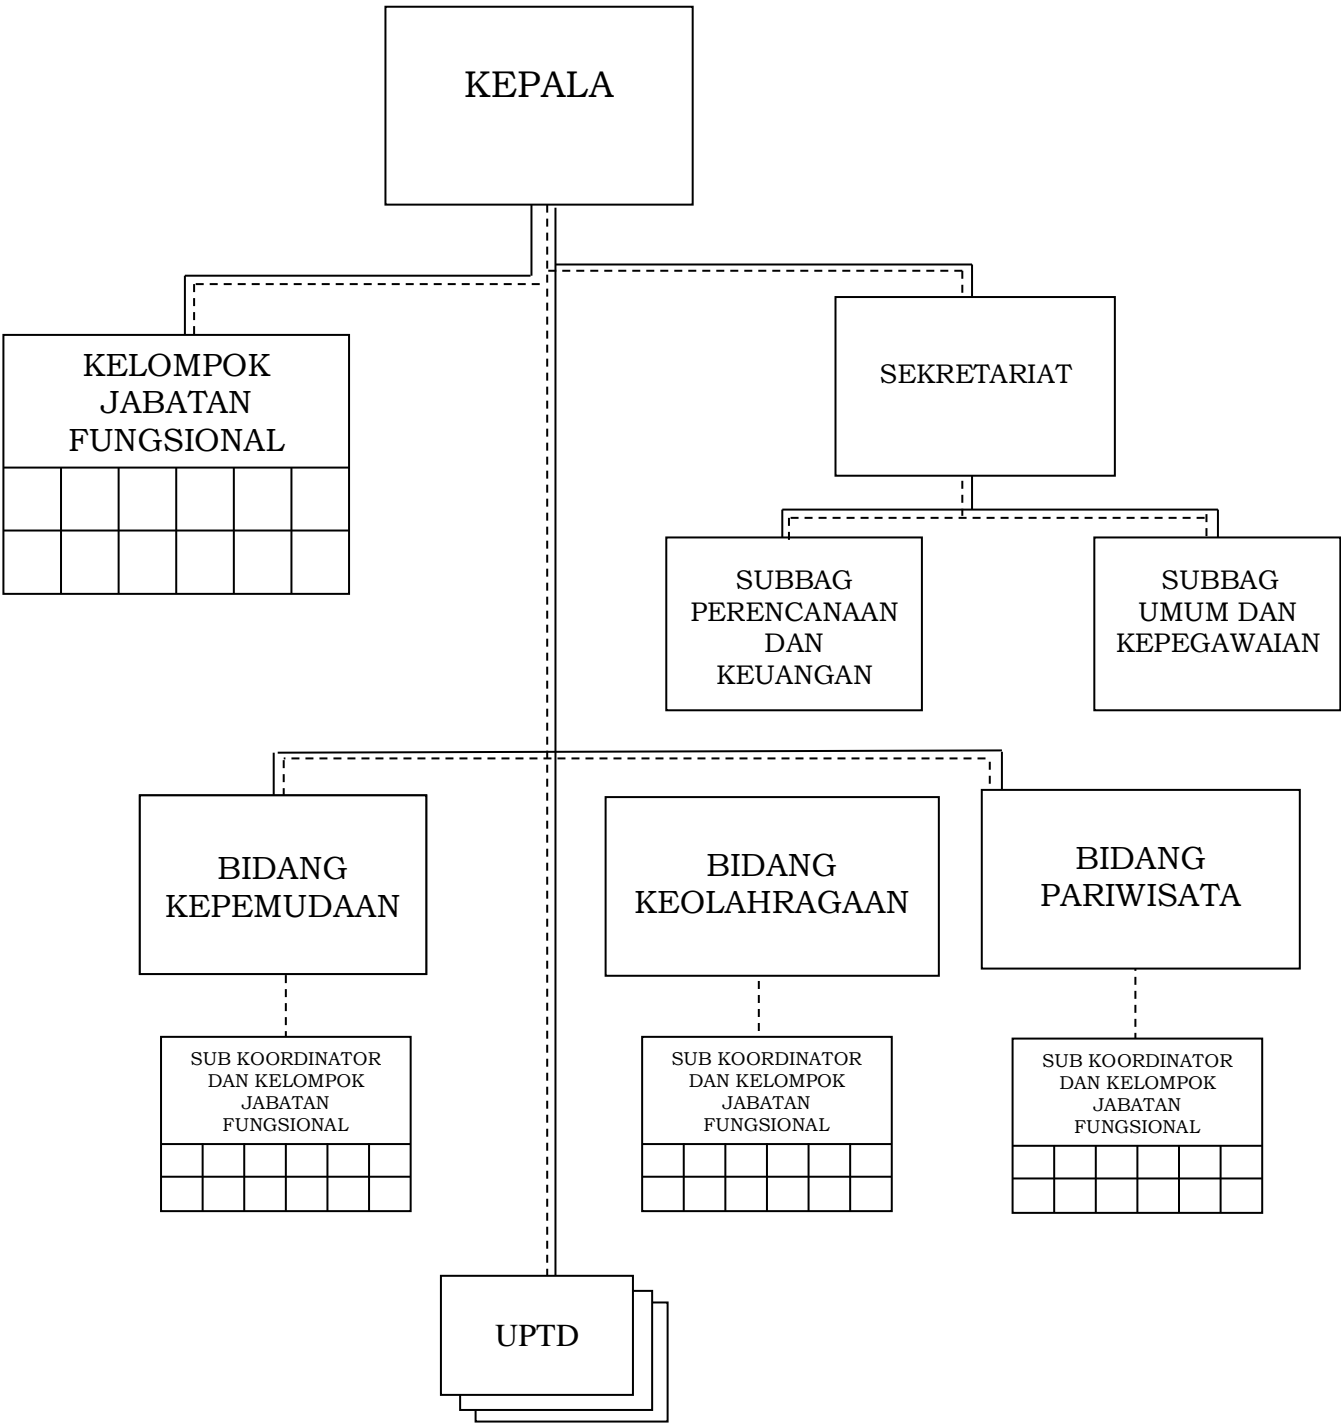 KEPALA
KELOMPOK
JABATAN
FUNGSIONAL
SEKRETARIAT
SUBBAG
PERENCANAAN
DAN
KEUANGAN
SUBBAG
UMUM DAN
KEPEGAWAIAN
BIDANG
KEPEMUDAAN
BIDANG
KEOLAHRAGAAN
BIDANG
PARIWISATA
SUB KOORDINATOR
DAN KELOMPOK
JABATAN
FUNGSIONAL
SUB KOORDINATOR
DAN KELOMPOK
JABATAN
FUNGSIONAL
SUB KOORDINATOR
DAN KELOMPOK
JABATAN
FUNGSIONAL
UPTD